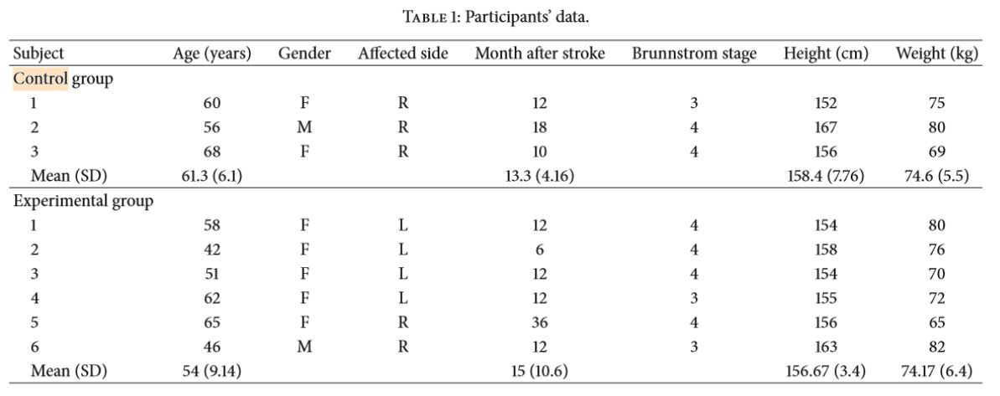 TABLE 1: Participants’ data.
Subject Age (years) Gender Affected side Month after stroke Brunnstrom stage Height (cm) Weight (kg)
Control group
1 60 F R 12 3 152 75
2 56 M R 18 4 167 80
3 68 F R 10 4 156 69
Mean (SD) 61.3 (6.1) 13.3 (4.16) 158.4 (7.76) 74.6 (5.5)
Experimental group
1 58 F L 12 4 154 80
2 42 F L 6 4 158 76
3 51 F L 12 4 154 70
4 62 F L 12 3 155 72
5 65 F R 36 4 156 65
6 46 M R 12 3 163 82
Mean (SD) 54 (9.14) 15 (10.6) 156.67 (3.4) 74.17 (6.4)